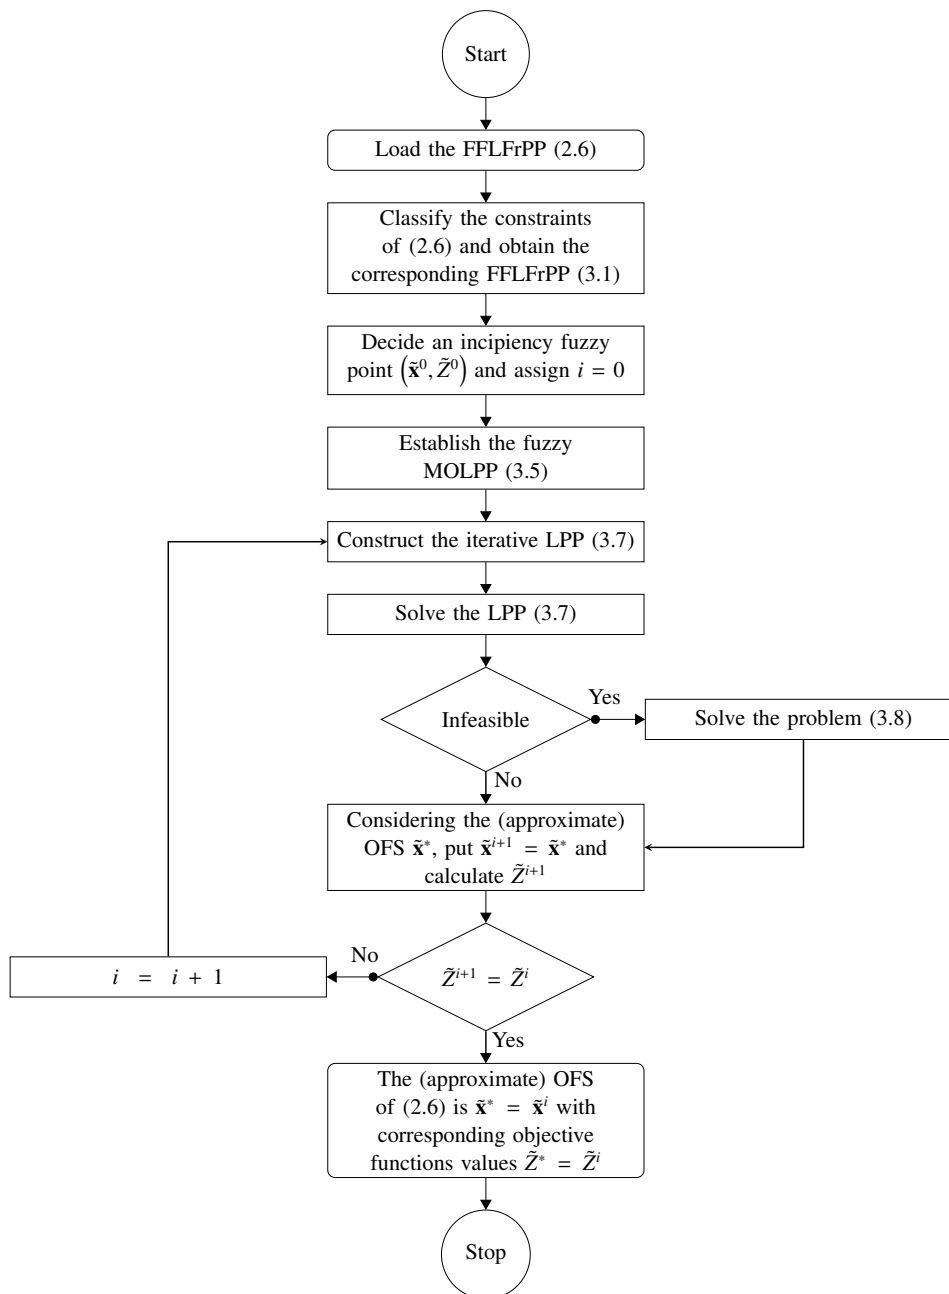 Start
Load the FFLFrPP (2.6)
Classify the constraints
of (2.6) and obtain the
corresponding FFLFrPP (3.1)
Decide an incipiency fuzzy
point (x̃⁰, Z̃⁰) and assign i = 0
Establish the fuzzy
MOLPP (3.5)
Construct the iterative LPP (3.7)
Solve the LPP (3.7)
Infeasible
Yes
Solve the problem (3.8)
No
Considering the (approximate)
OFS x̃*, put x̃ⁱ⁺¹ = x̃* and
calculate Z̃ⁱ⁺¹
Z̃ⁱ⁺¹ = Z̃ⁱ
No
i = i + 1
Yes
The (approximate) OFS
of (2.6) is x̃* = x̃ⁱ with
corresponding objective
functions values Z̃* = Z̃ⁱ
Stop